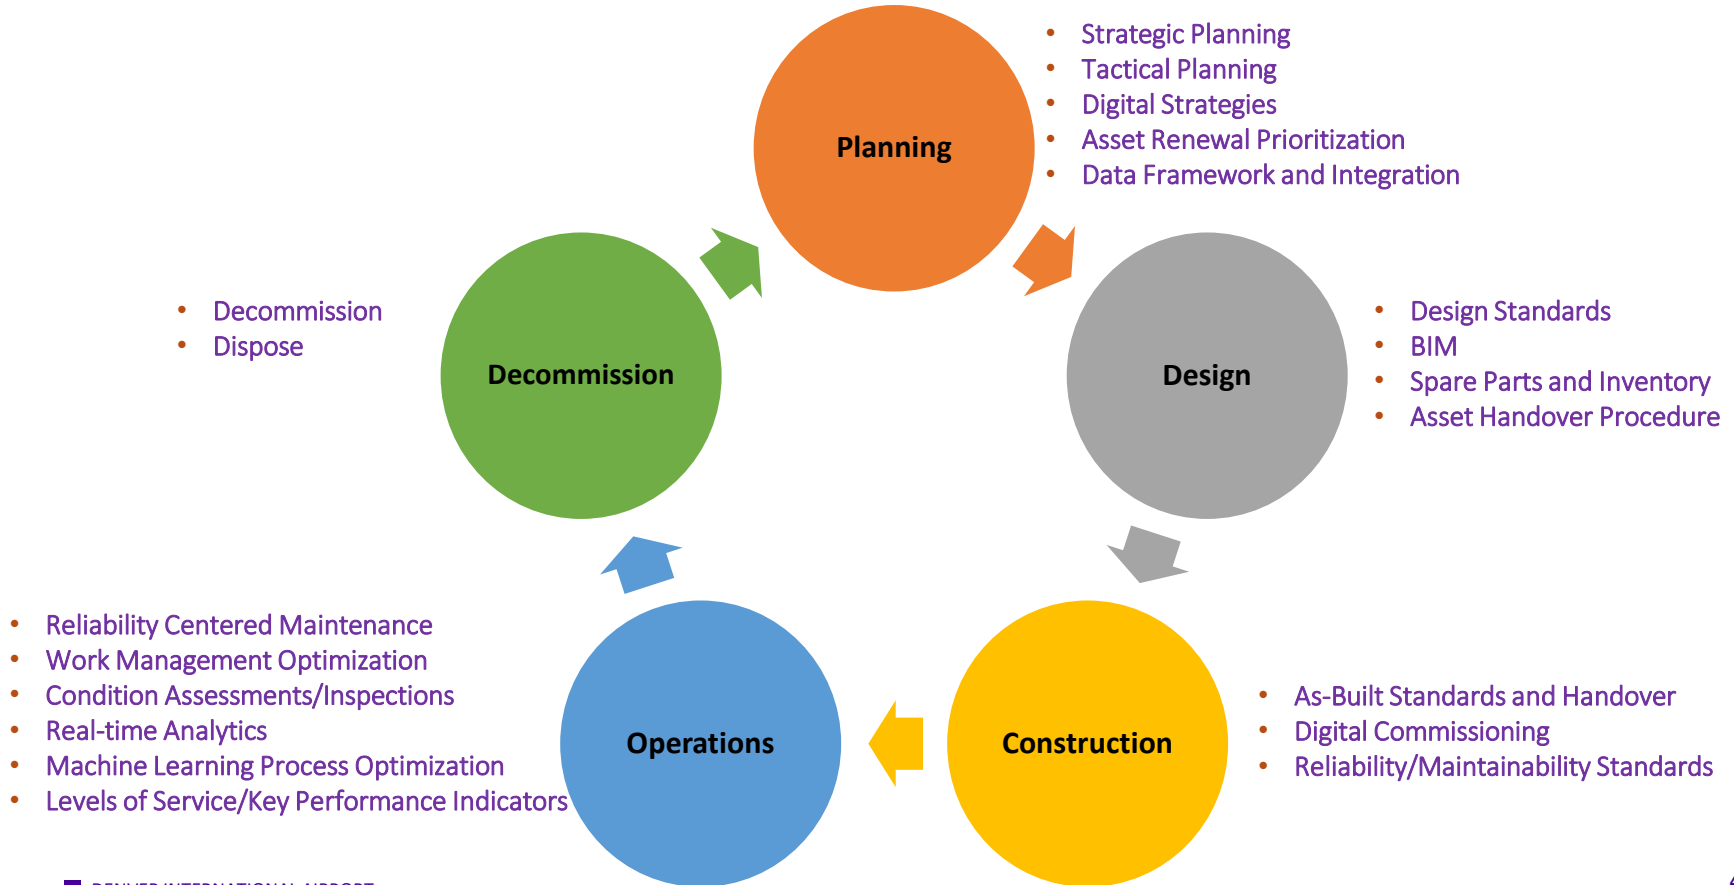 Planning
• Strategic Planning
• Tactical Planning
• Digital Strategies
• Asset Renewal Prioritization
• Data Framework and Integration
Design
• Design Standards
• BIM
• Spare Parts and Inventory
• Asset Handover Procedure
Construction
• As-Built Standards and Handover
• Digital Commissioning
• Reliability/Maintainability Standards
Operations
• Reliability Centered Maintenance
• Work Management Optimization
• Condition Assessments/Inspections
• Real-time Analytics
• Machine Learning Process Optimization
• Levels of Service/Key Performance Indicators
Decommission
• Decommission
• Dispose
DENVER INTERNATIONAL AIRPORT